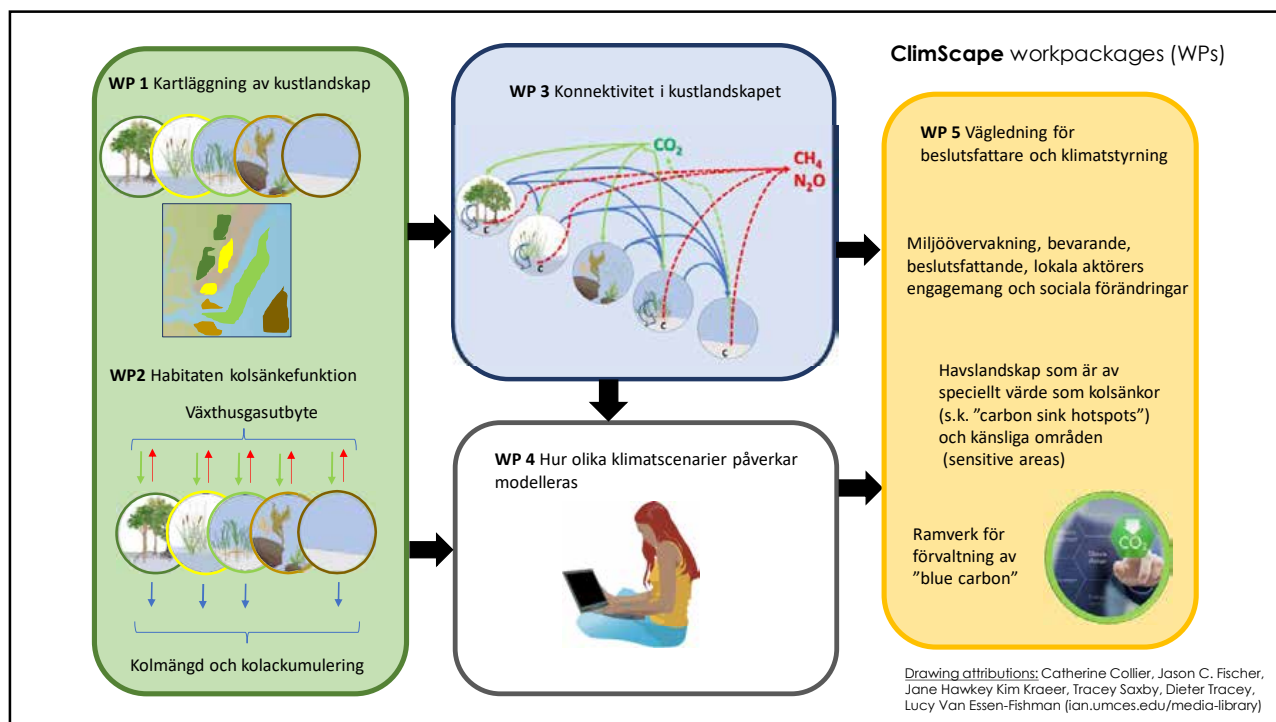 ClimScape workpackages (WPs)
WP 1 Kartläggning av kustlandskap
WP2 Habitaten kolsänkefunktion
Växthusgasutbyte
Kolmängd och kolackumulering
WP 3 Konnektivitet i kustlandskapet
CO2
CH4
N2O
C
C
C
C
WP 4 Hur olika klimatscenarier påverkar
modelleras
WP 5 Vägledning för
beslutsfattare och klimatstyrning
Miljöövervakning, bevarande,
beslutsfattande, lokala aktörers
engagemang och sociala förändringar
Havslandskap som är av
speciellt värde som kolsänkor
(s.k. ”carbon sink hotspots”)
och känsliga områden
(sensitive areas)
Ramverk för
förvaltning av
”blue carbon”
CO2
Drawing attributions: Catherine Collier, Jason C. Fischer,
Jane Hawkey Kim Kraeer, Tracey Saxby, Dieter Tracey,
Lucy Van Essen-Fishman (ian.umces.edu/media-library)